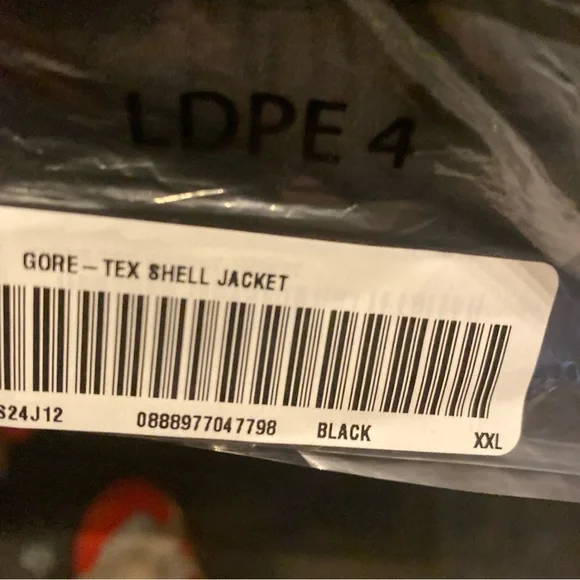 LDPE 4
GORE-TEX SHELL JACKET
S24J12 0888977047798 BLACK XXL